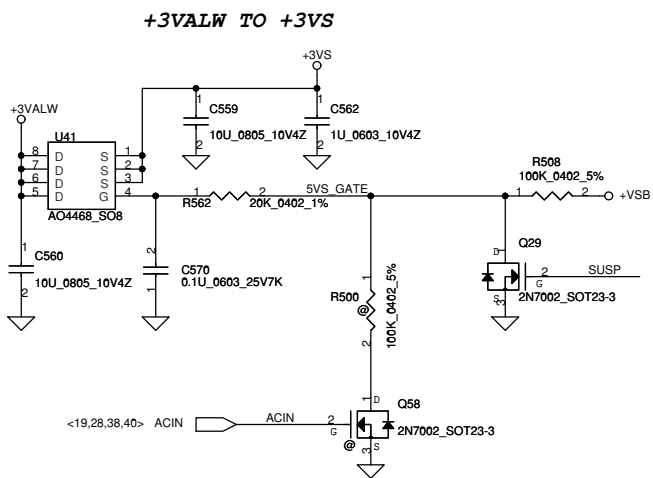 +3VALW TO +3VS
+3VS
+3VALW
U41
8 D S 1
7 D S 2
6 D S 3
5 D G 4
AO4468_SO8
1
C559
10U_0805_10V4Z
2
1
C562
1U_0603_10V4Z
2
1 R562 2
20K_0402_1%
5VS_GATE
R508
100K_0402_5%
1 2
+VSB
1
C560
10U_0805_10V4Z
2
2
C570
0.1U_0603_25V7K
1
1
R500
@
100K_0402_5%
2
Q29
1 D
2 G
S 3
SUSP
2N7002_SOT23-3
<19,28,38,40> ACIN
ACIN
Q58
1 D
2 G
S 3
@
2N7002_SOT23-3